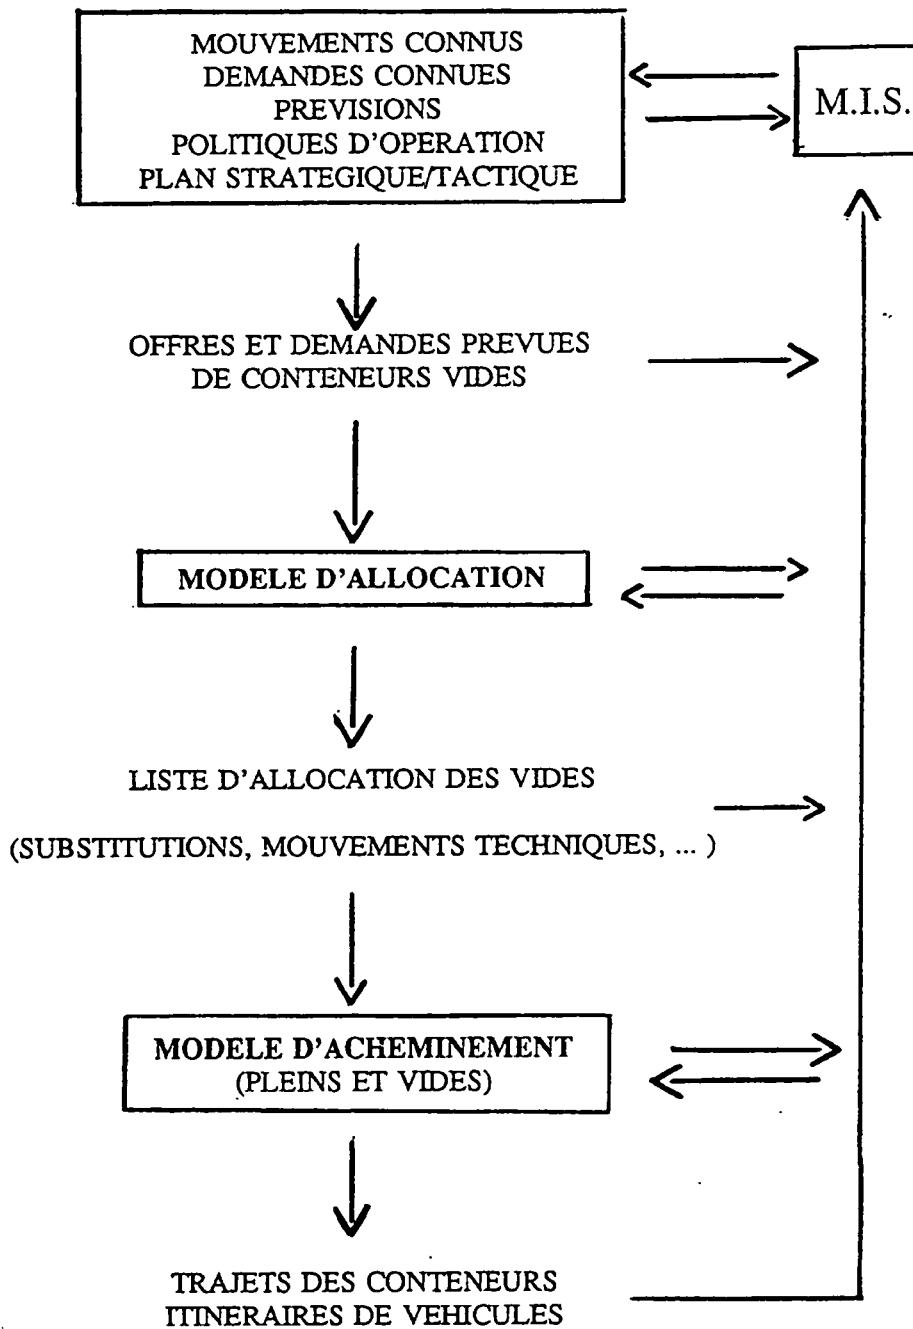 MOUVEMENTS CONNUS
DEMANDES CONNUES
PREVISIONS
POLITIQUES D'OPERATION
PLAN STRATEGIQUE/TACTIQUE
M.I.S.
OFFRES ET DEMANDES PREVUES
DE CONTENEURS VIDES
MODELE D'ALLOCATION
LISTE D'ALLOCATION DES VIDES
(SUBSTITUTIONS, MOUVEMENTS TECHNIQUES, ... )
MODELE D'ACHEMINEMENT
(PLEINS ET VIDES)
TRAJETS DES CONTENEURS
ITINERAIRES DE VEHICULES